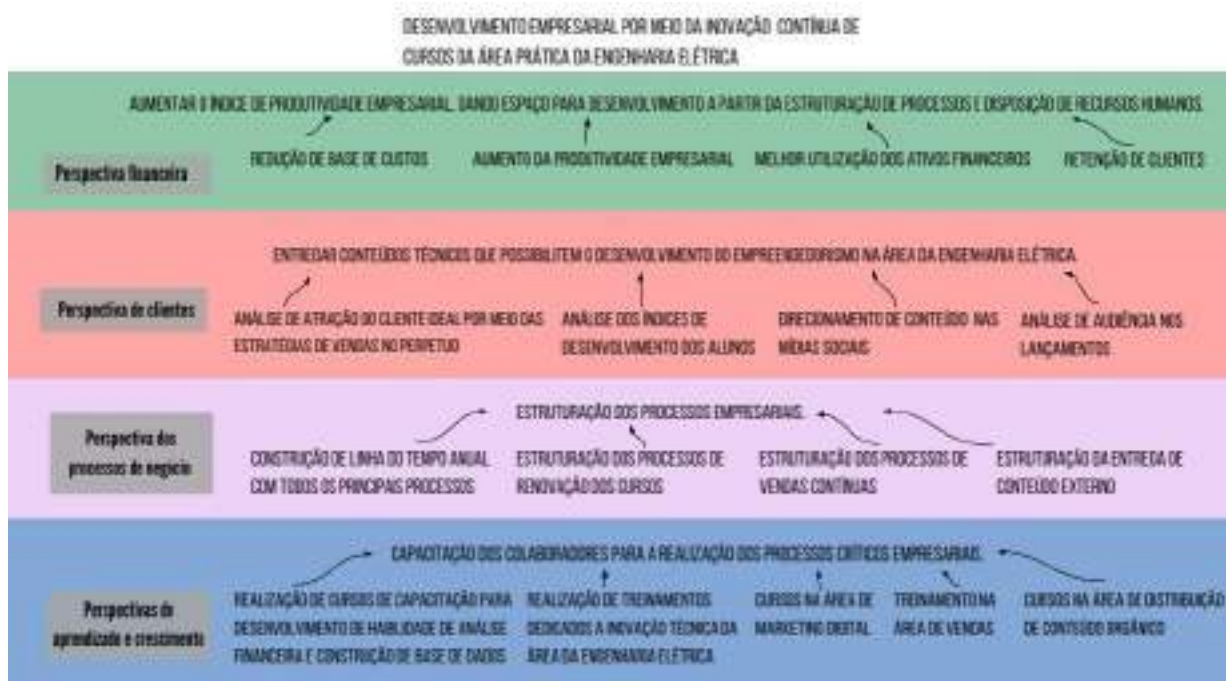 DESENVOLVIMENTO EMPRESARIAL POR MEIO DA INOVAÇÃO CONTÍNUA DE
CURSOS DA ÁREA PRÁTICA DA ENGENHARIA ELÉTRICA
AUMENTAR O ÍNDICE DE PRODUTIVIDADE EMPRESARIAL, DANDO ESPAÇO PARA DESENVOLVIMENTO A PARTIR DA ESTRUTURAÇÃO DE PROCESSOS E DISPOSIÇÃO DE RECURSOS HUMANOS.
Perspectiva financeira
REDUÇÃO DE BASE DE CUSTOS
AUMENTO DA PRODUTIVIDADE EMPRESARIAL
MELHOR UTILIZAÇÃO DOS ATIVOS FINANCEIROS
RETENÇÃO DE CLIENTES
ENTREGAR CONTEÚDOS TÉCNICOS QUE POSSIBILITEM O DESENVOLVIMENTO DO EMPREENDEDORISMO NA ÁREA DA ENGENHARIA ELÉTRICA.
Perspectiva de clientes
ANÁLISE DE ATRAÇÃO DO CLIENTE IDEAL POR MEIO DAS
ESTRATÉGIAS DE VENDAS NO PERPETUO
ANÁLISE DOS ÍNDICES DE
DESENVOLVIMENTO DOS ALUNOS
DIRECIONAMENTO DE CONTEÚDO NAS
MÍDIAS SOCIAIS
ANÁLISE DE AUDIÊNCIA NOS
LANÇAMENTOS
ESTRUTURAÇÃO DOS PROCESSOS EMPRESARIAIS.
Perspectiva dos
processos de negócio
CONSTRUÇÃO DE LINHA DO TEMPO ANUAL
COM TODOS OS PRINCIPAIS PROCESSOS
ESTRUTURAÇÃO DOS PROCESSOS DE
RENOVAÇÃO DOS CURSOS
ESTRUTURAÇÃO DOS PROCESSOS DE
VENDAS CONTÍNUAS
ESTRUTURAÇÃO DA ENTREGA DE
CONTEÚDO EXTERNO
CAPACITAÇÃO DOS COLABORADORES PARA A REALIZAÇÃO DOS PROCESSOS CRÍTICOS EMPRESARIAIS.
Perspectivas do
aprendizado e crescimento
REALIZAÇÃO DE CURSOS DE CAPACITAÇÃO PARA
DESENVOLVIMENTO DE HABILIDADE DE ANÁLISE
FINANCEIRA E CONSTRUÇÃO DE BASE DE DADOS
REALIZAÇÃO DE TREINAMENTOS
DEDICADOS A INOVAÇÃO TÉCNICA DA
ÁREA DA ENGENHARIA ELÉTRICA
CURSOS NA ÁREA DE
MARKETING DIGITAL
TREINAMENTO NA
ÁREA DE VENDAS
CURSOS NA ÁREA DE DISTRIBUIÇÃO
DE CONTEÚDO ORGÂNICO